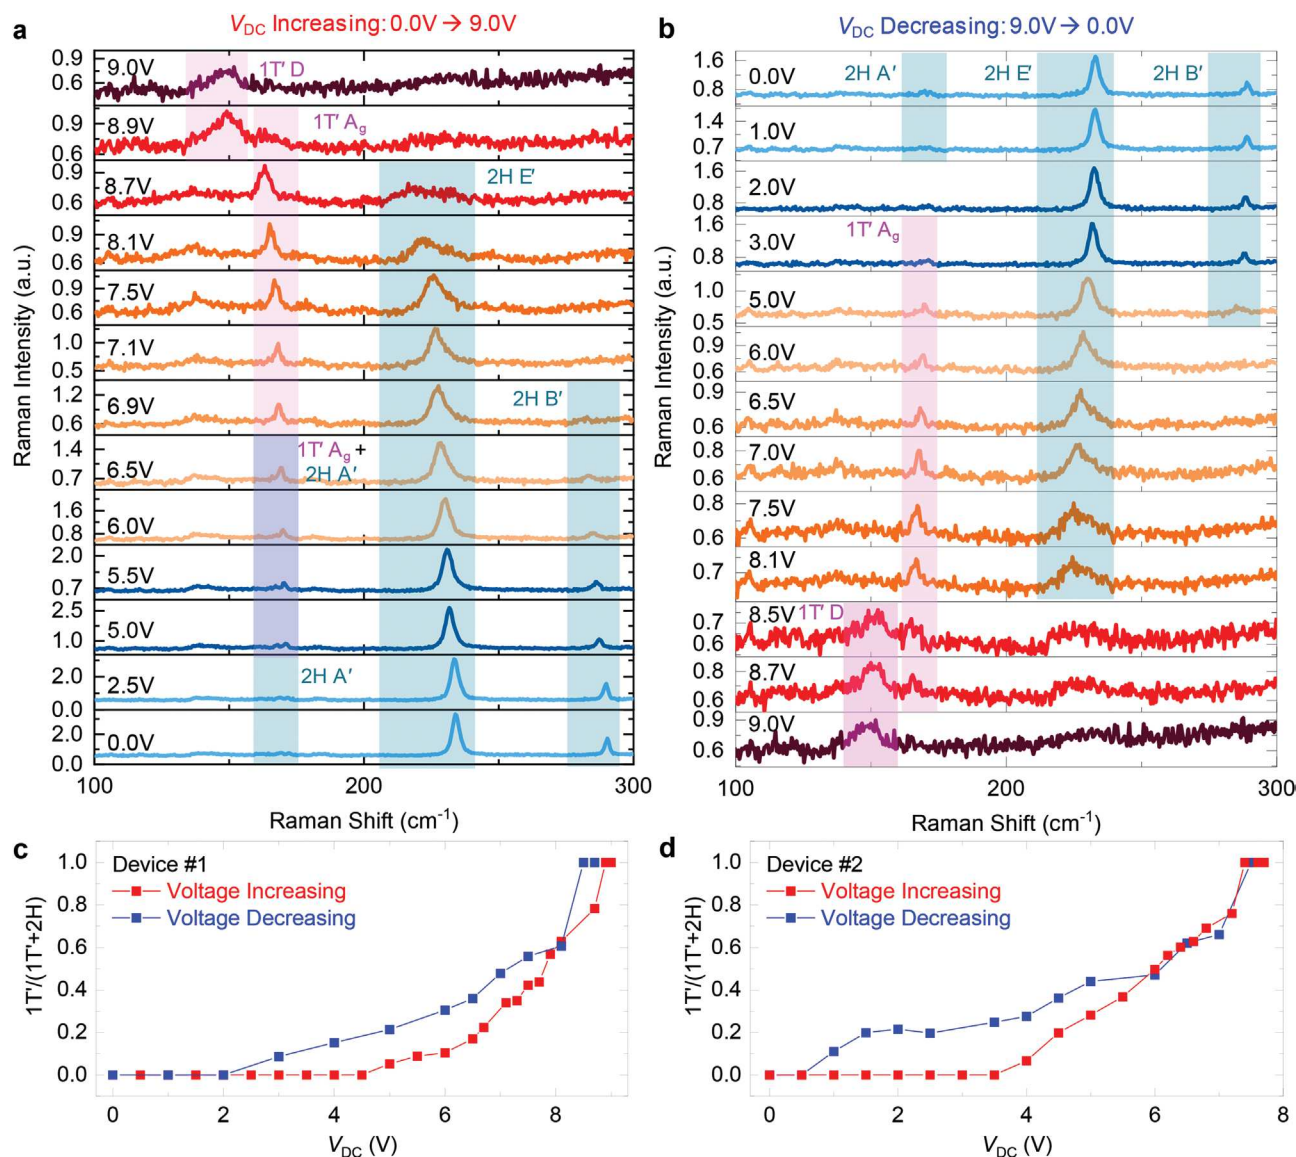 a
V_DC Increasing: 0.0V → 9.0V
0.9
0.6
9.0V
1T′ D
0.9
0.6
8.9V
1T′ A_g
0.9
0.6
8.7V
2H E′
0.9
0.6
8.1V
0.9
0.6
7.5V
1.0
0.5
7.1V
1.2
0.6
6.9V
2H B′
1.4
0.7
6.5V
1T′ A_g +
2H A′
1.6
0.8
6.0V
2.0
0.7
5.5V
2.5
1.0
5.0V
2.0
0.0
2.5V
2H A′
2.0
0.0
0.0V
100
200
300
Raman Intensity (a.u.)
Raman Shift (cm⁻¹)
b
V_DC Decreasing: 9.0V → 0.0V
1.6
0.8
0.0V
2H A′
2H E′
2H B′
1.4
0.7
1.0V
1.6
0.8
2.0V
1.6
0.8
3.0V
1T′ A_g
1.0
0.5
5.0V
0.9
0.6
6.0V
0.9
0.6
6.5V
0.8
0.6
7.0V
0.8
0.6
7.5V
0.7
8.1V
0.7
0.6
8.5V
1T′ D
0.8
0.6
8.7V
0.9
0.6
9.0V
100
200
300
Raman Intensity (a.u.)
Raman Shift (cm⁻¹)
c
Device #1
Voltage Increasing
Voltage Decreasing
1.0
0.8
0.6
0.4
0.2
0.0
1T'/(1T'+2H)
0
2
4
6
8
V_DC (V)
d
Device #2
Voltage Increasing
Voltage Decreasing
1.0
0.8
0.6
0.4
0.2
0.0
1T'/(1T'+2H)
0
2
4
6
8
V_DC (V)